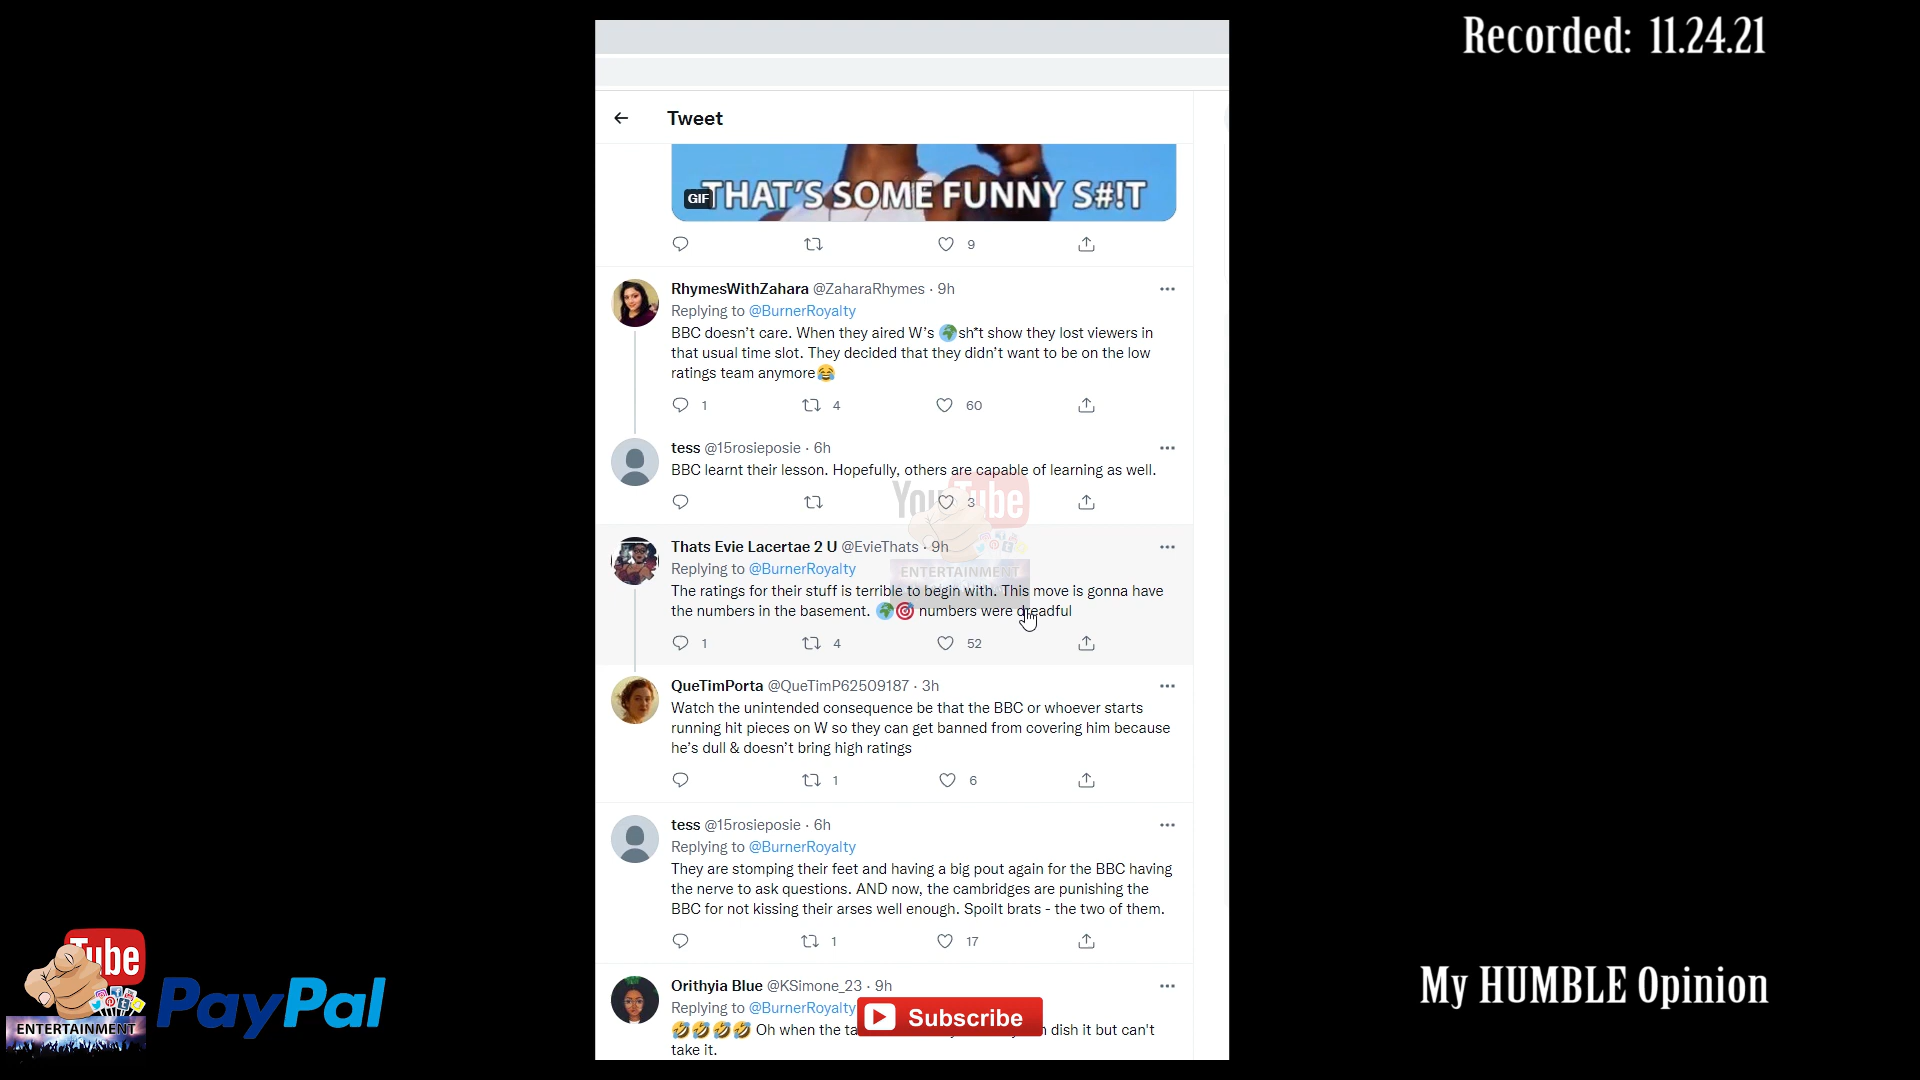 Recorded: 11.24.21
Tweet
GIF
THAT'S SOME FUNNY S#!T
9
RhymesWithZahara @ZaharaRhymes · 9h
Replying to @BurnerRoyalty
BBC doesn't care. When they aired W's 🌍sh*t show they lost viewers in
that usual time slot. They decided that they didn't want to be on the low
ratings team anymore😂
1 4 60
tess @15rosieposie · 6h
BBC learnt their lesson. Hopefully, others are capable of learning as well.
YouTube
3
ENTERTAINMENT
Thats Evie Lacertae 2 U @EvieThats · 9h
Replying to @BurnerRoyalty
The ratings for their stuff is terrible to begin with. This move is gonna have
the numbers in the basement. 🌍🎯 numbers were dreadful
1 4 52
QueTimPorta @QueTimP62509187 · 3h
Watch the unintended consequence be that the BBC or whoever starts
running hit pieces on W so they can get banned from covering him because
he's dull & doesn't bring high ratings
1 6
tess @15rosieposie · 6h
Replying to @BurnerRoyalty
They are stomping their feet and having a big pout again for the BBC having
the nerve to ask questions. AND now, the cambridges are punishing the
BBC for not kissing their arses well enough. Spoilt brats - the two of them.
1 17
Orithyia Blue @KSimone_23 · 9h
Replying to @BurnerRoyalty
🤣🤣🤣🤣 Oh when the dish it but can't
take it.
Subscribe
Tube
ENTERTAINMENT
PayPal
My HUMBLE Opinion